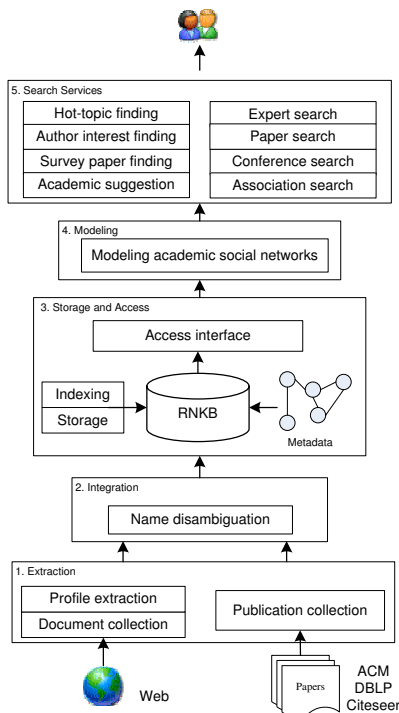 5. Search Services
Hot-topic finding
Author interest finding
Survey paper finding
Academic suggestion
Expert search
Paper search
Conference search
Association search
4. Modeling
Modeling academic social networks
3. Storage and Access
Access interface
Indexing
Storage
RNKB
Metadata
2. Integration
Name disambiguation
1. Extraction
Profile extraction
Document collection
Publication collection
Web
Papers
ACM
DBLP
Citeseer